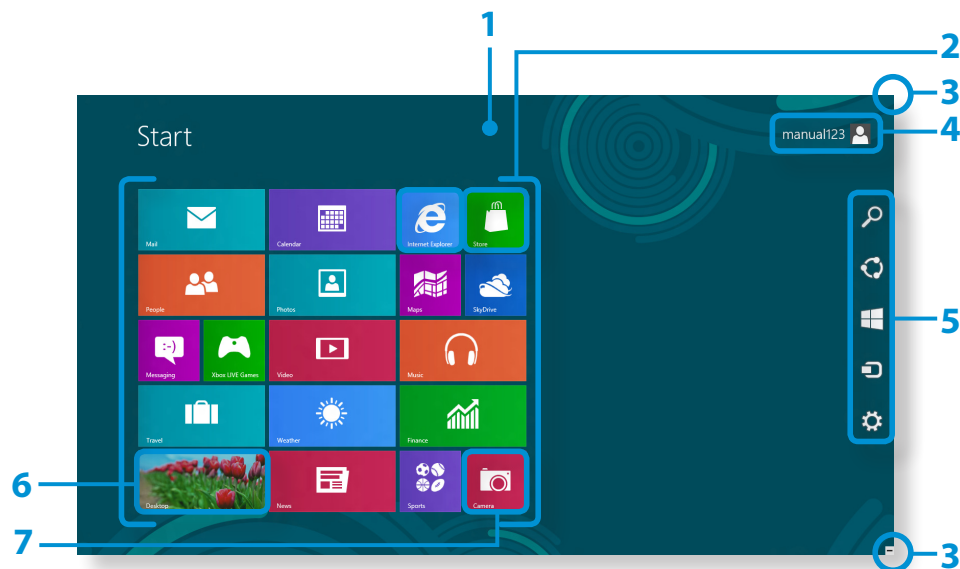 1
2
3
Start
manual123
4
Mail
Calendar
Internet Explorer
Store
People
Photos
Maps
SkyDrive
5
:-)
Messaging
Xbox LIVE Games
Video
Music
Travel
Weather
Finance
6
Desktop
News
Sports
Camera
7
3